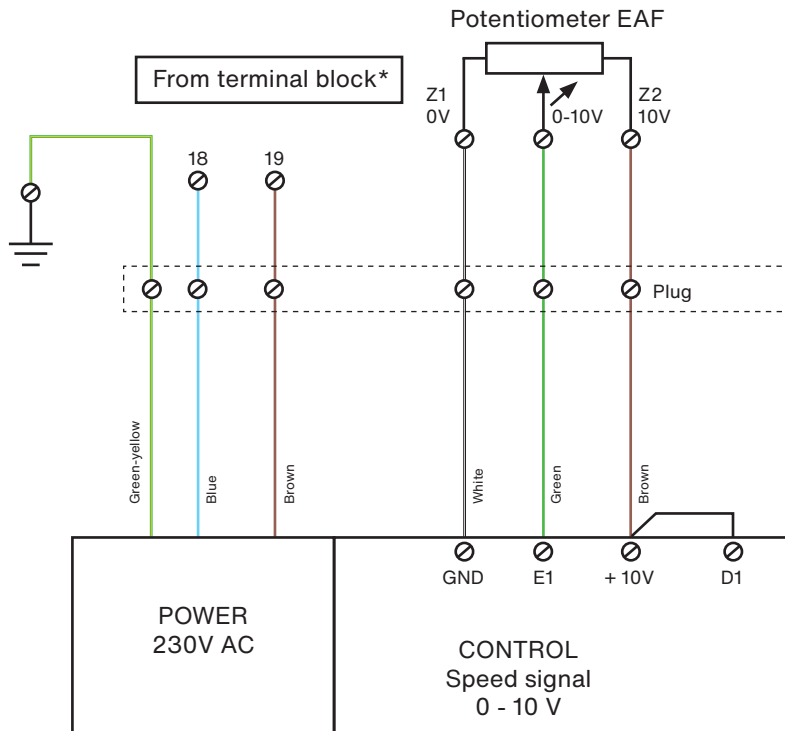 Potentiometer EAF
From terminal block*
Z1
0V
0-10V
Z2
10V
18
19
Plug
Green-yellow
Blue
Brown
White
Green
Brown
GND
E1
+ 10V
D1
POWER
230V AC
CONTROL
Speed signal
0 - 10 V